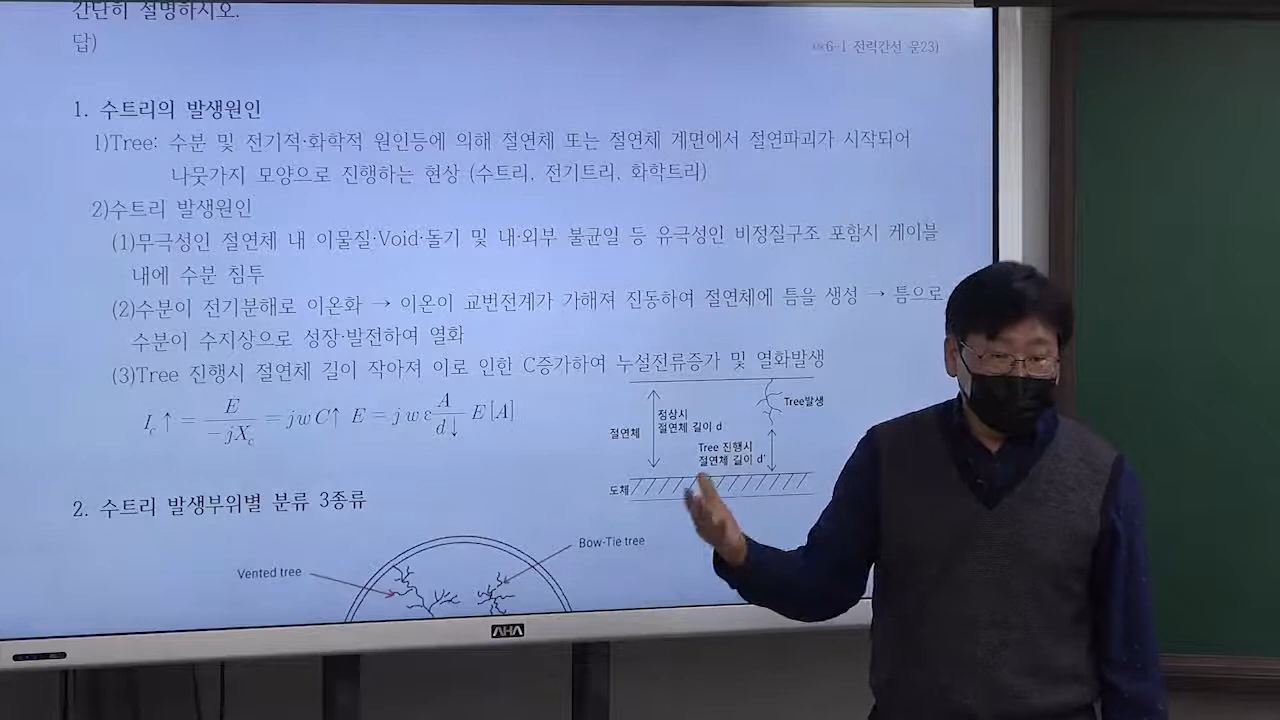 간단히 설명하시오.
답)
6-1 전력간선 문23)
1. 수트리의 발생원인
1)Tree: 수분 및 전기적·화학적 원인등에 의해 절연체 또는 절연체 계면에서 절연파괴가 시작되어
나뭇가지 모양으로 진행하는 현상 (수트리, 전기트리, 화학트리)
2)수트리 발생원인
(1)무극성인 절연체 내 이물질·Void·돌기 및 내·외부 불균일 등 유극성인 비정질구조 포함시 케이블
내에 수분 침투
(2)수분이 전기분해로 이온화 → 이온이 교번전계가 가해져 진동하여 절연체에 틈을 생성 → 틈으로
수분이 수지상으로 성장·발전하여 열화
(3)Tree 진행시 절연체 길이 작아져 이로 인한 C증가하여 누설전류증가 및 열화발생
I_c ↑ = E / -jX_c = jwC↑ E = jwε A / d↓ E[A]
Tree발생
정상시
절연체 길이 d
절연체
Tree 진행시
절연체 길이 d'
도체
2. 수트리 발생부위별 분류 3종류
Bow-Tie tree
Vented tree
AHA